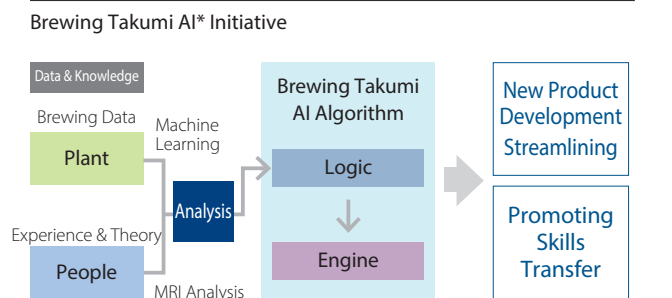 Brewing Takumi AI* Initiative
Data & Knowledge
Brewing Data
Plant
Machine
Learning
Analysis
Experience & Theory
People
MRI Analysis
Brewing Takumi
AI Algorithm
Logic
Engine
New Product
Development
Streamlining
Promoting
Skills
Transfer